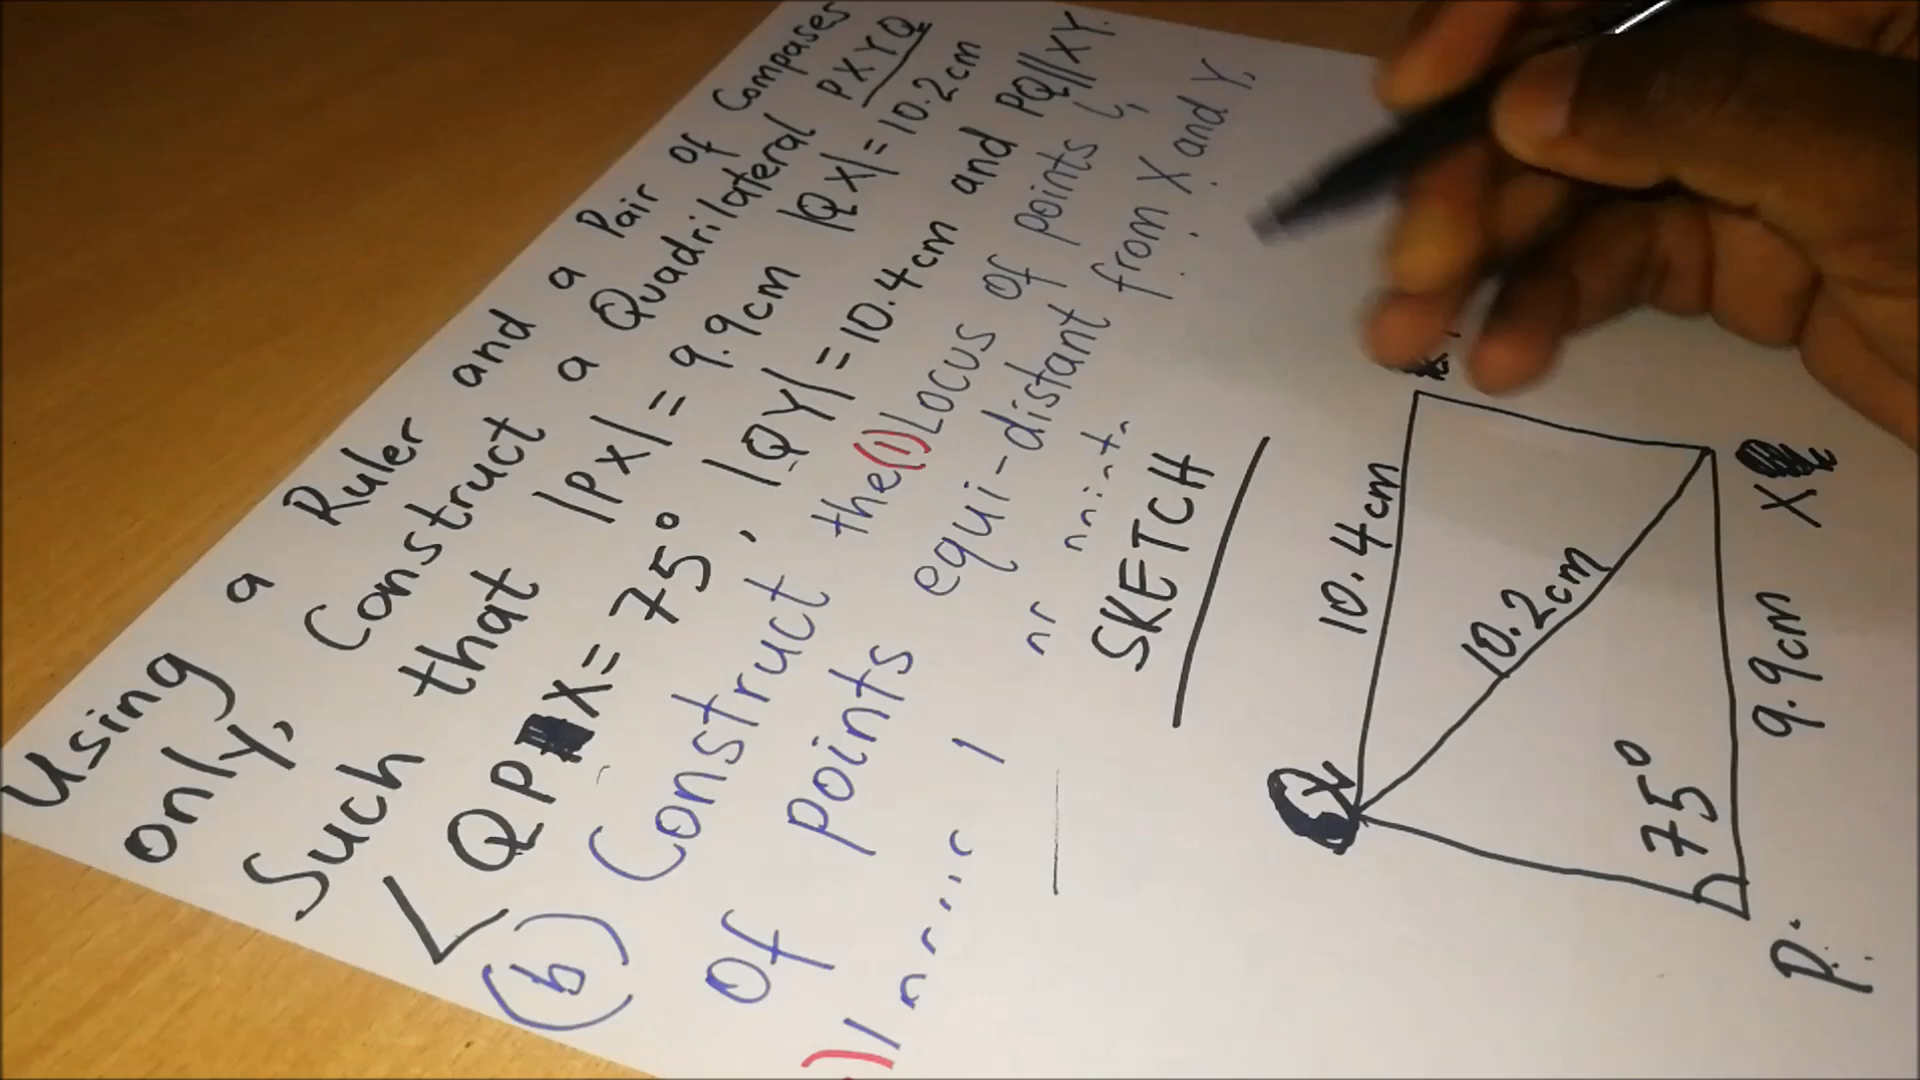 Using a Ruler and a Pair of Compases
only, Construct a Quadrilateral PXYQ
Such that |PX| = 9.9cm |QX| = 10.2cm
<QPX = 75°, |QY| = 10.4cm and PQ//XY.
(b) Construct the (1) Locus of points l₁
of points equi-distant from X and Y.
SKETCH
10.4cm
10.2cm
X
9.9cm
75°
P